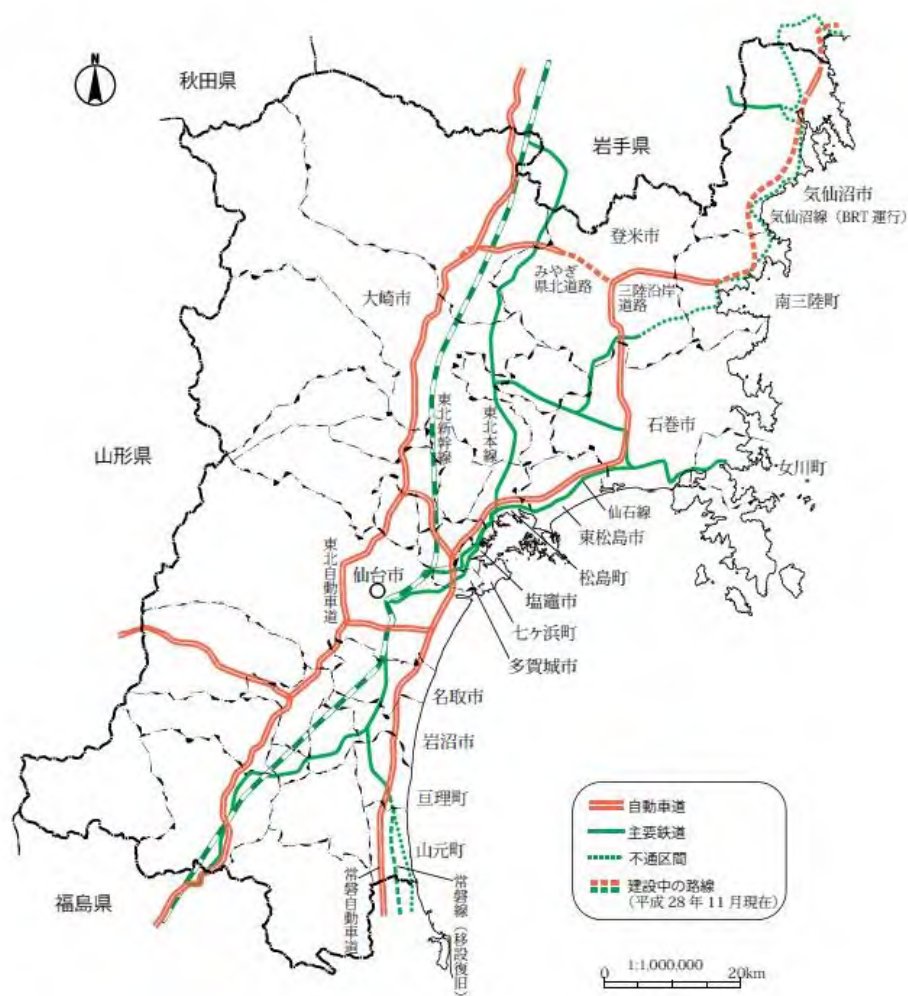 N
秋田県
岩手県
気仙沼市
気仙沼線（BRT 運行）
登米市
みやぎ
県北道路
三陸沿岸
道路
大崎市
南三陸町
東北新幹線
東北本線
石巻市
山形県
女川町
仙石線
東松島市
東北自動車道
仙台市
松島町
塩竈市
七ヶ浜町
多賀城市
名取市
岩沼市
亘理町
山元町
福島県
常磐自動車道
常磐線（移設復旧）
自動車道
主要鉄道
不通区間
建設中の路線
(平成 28 年 11 月現在)
1:1,000,000
0 20km